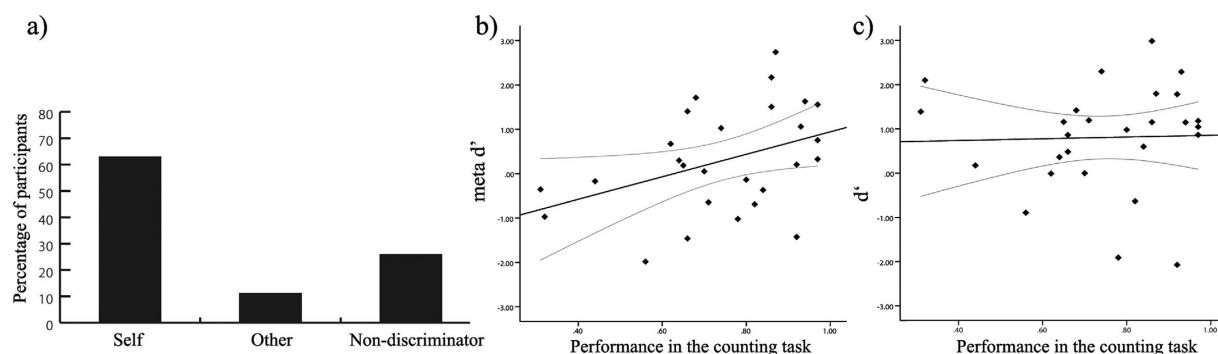 a)
Percentage of participants
80
70
60
50
40
30
20
10
0
Self Other Non-discriminator
b)
meta d'
3.00
2.00
1.00
.00
-1.00
-2.00
-3.00
.40 .60 .80 1.00
Performance in the counting task
c)
d'
3.00
2.00
1.00
.00
-1.00
-2.00
-3.00
.40 .60 .80 1.00
Performance in the counting task